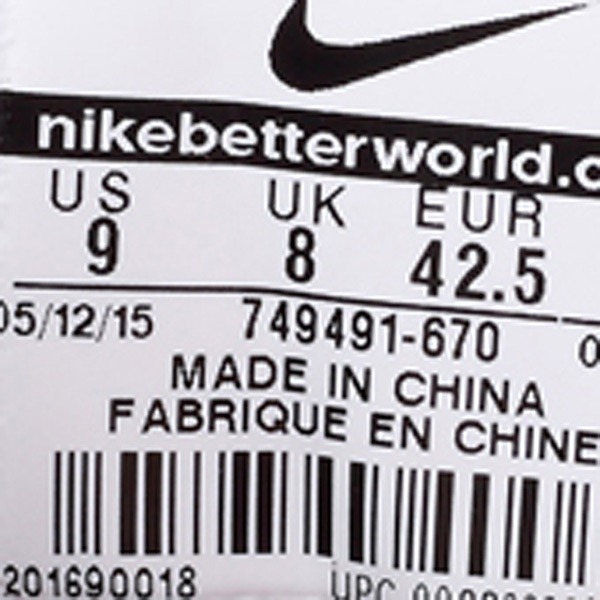 nikebetterworld.c
US UK EUR
9 8 42.5
05/12/15 749491-670 0
MADE IN CHINA
FABRIQUE EN CHINE
201690018 UPC